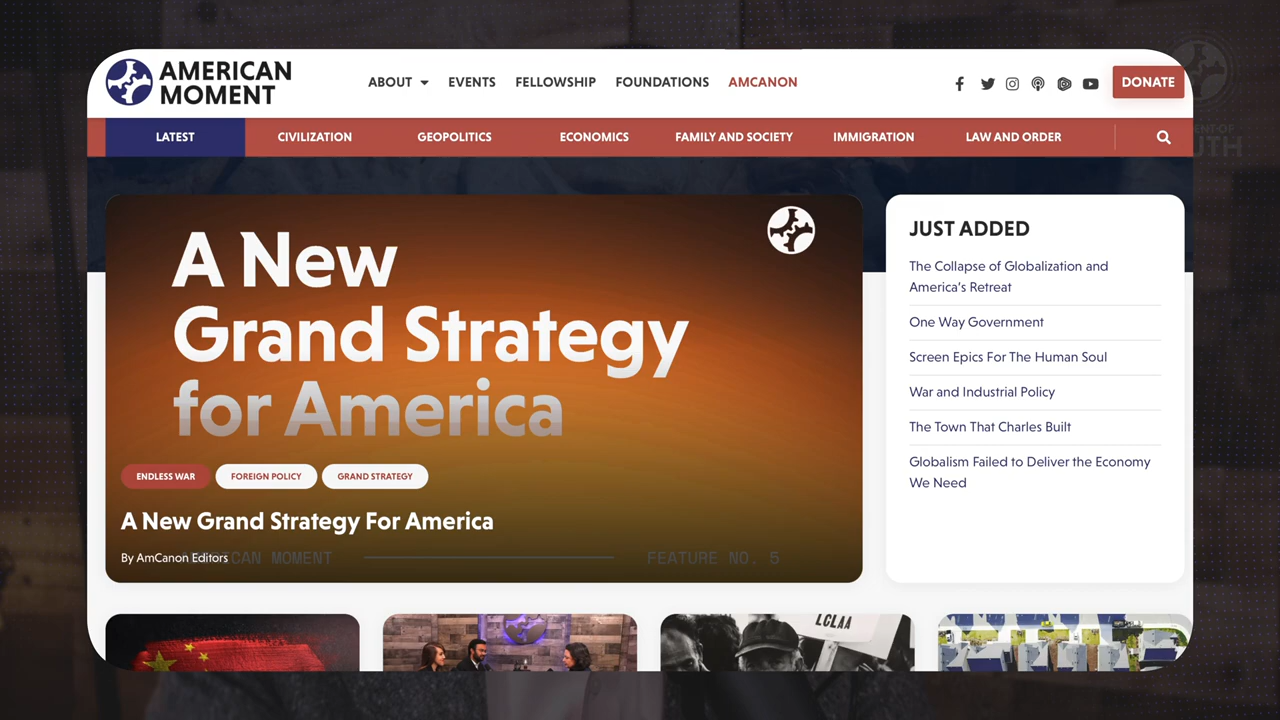 AMERICAN
MOMENT
ABOUT EVENTS FELLOWSHIP FOUNDATIONS AMCANON
DONATE
LATEST CIVILIZATION GEOPOLITICS ECONOMICS FAMILY AND SOCIETY IMMIGRATION LAW AND ORDER
A New
Grand Strategy
for America
ENDLESS WAR FOREIGN POLICY GRAND STRATEGY
A New Grand Strategy For America
By AmCanon Editors
MOMENT FEATURE NO. 5
JUST ADDED
The Collapse of Globalization and
America's Retreat
One Way Government
Screen Epics For The Human Soul
War and Industrial Policy
The Town That Charles Built
Globalism Failed to Deliver the Economy
We Need
LCLAA